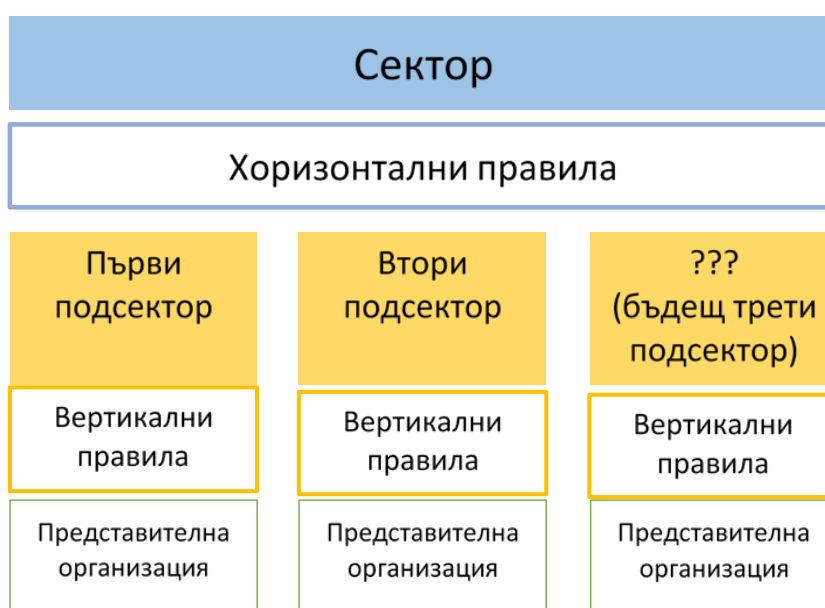 Сектор
Хоризонтални правила
Първи
подсектор
Втори
подсектор
???
(бъдещ трети
подсектор)
Вертикални
правила
Вертикални
правила
Вертикални
правила
Представителна
организация
Представителна
организация
Представителна
организация